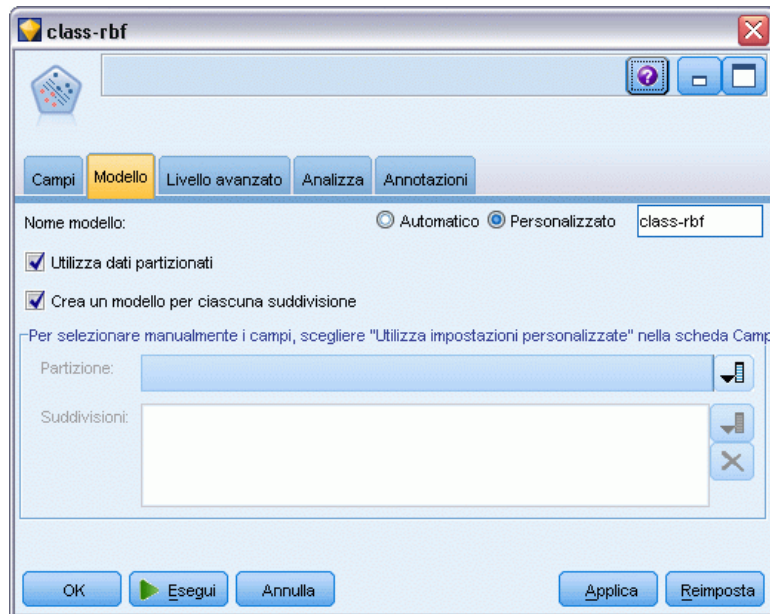 class-rbf
Campi Modello Livello avanzato Analizza Annotazioni
Nome modello: Automatico Personalizzato class-rbf
Utilizza dati partizionati
Crea un modello per ciascuna suddivisione
Per selezionare manualmente i campi, scegliere "Utilizza impostazioni personalizzate" nella scheda Camp
Partizione:
Suddivisioni:
OK Esegui Annulla Applica Reimposta